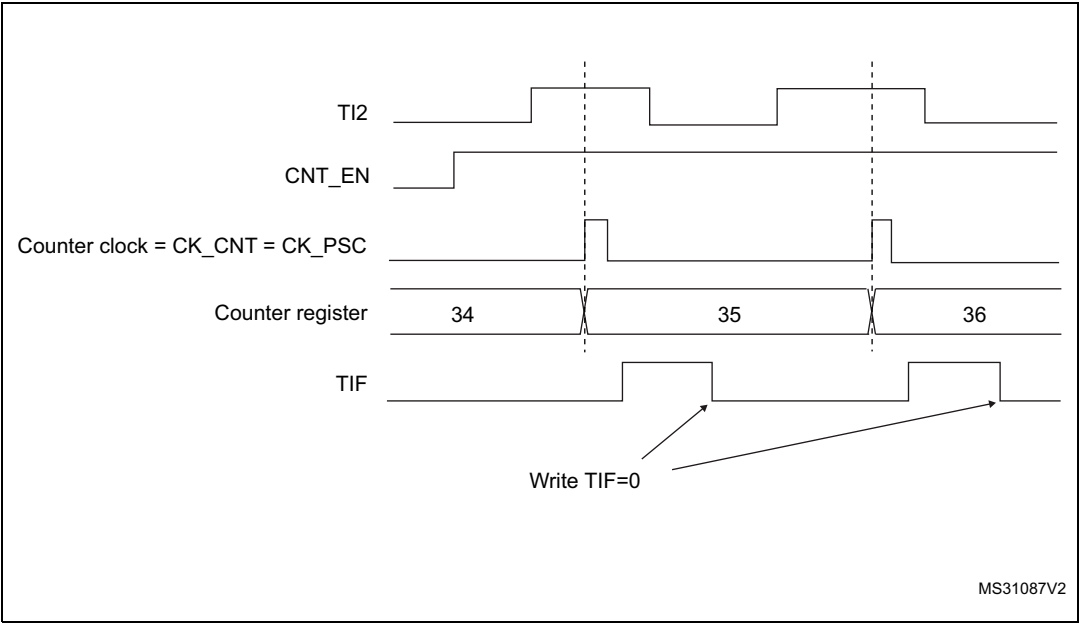 TI2
CNT_EN
Counter clock = CK_CNT = CK_PSC
Counter register
34
35
36
TIF
Write TIF=0
MS31087V2